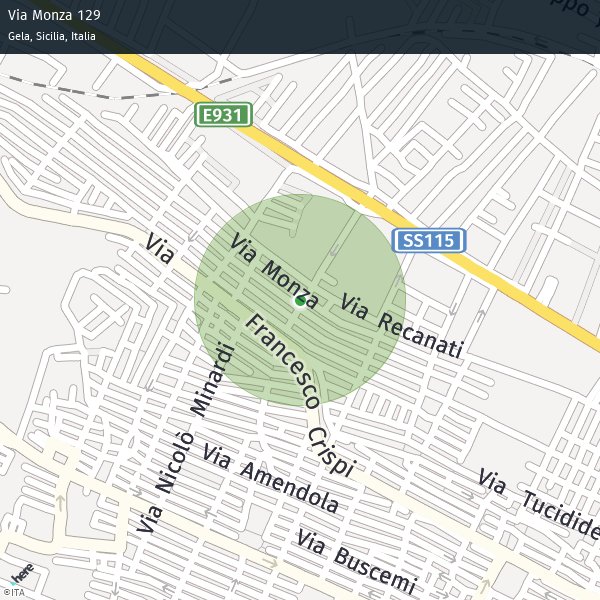 Via Monza 129
Gela, Sicilia, Italia
E931
SS115
Via Monza
Via Recanati
Via Francesco Crispi
Via Nicolò Minardi
Via Amendola
Via Tucidide
Via Buscemi
here
©ITA